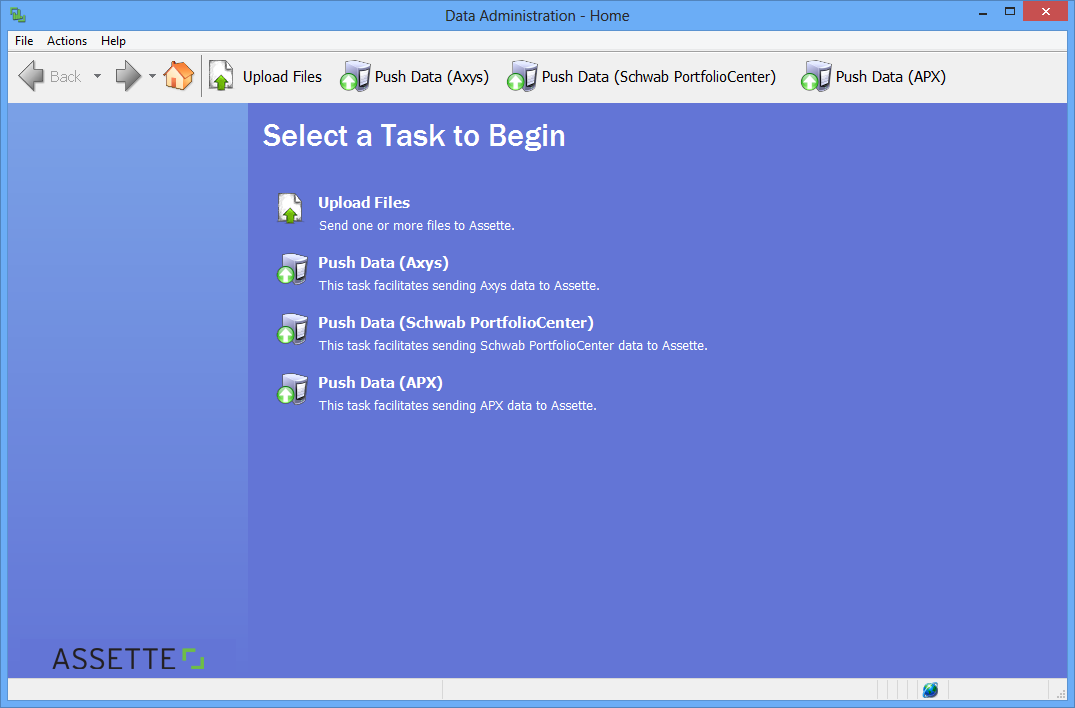 Data Administration - Home
File Actions Help
Back Upload Files Push Data (Axys) Push Data (Schwab PortfolioCenter) Push Data (APX)
Select a Task to Begin
Upload Files
Send one or more files to Assette.
Push Data (Axys)
This task facilitates sending Axys data to Assette.
Push Data (Schwab PortfolioCenter)
This task facilitates sending Schwab PortfolioCenter data to Assette.
Push Data (APX)
This task facilitates sending APX data to Assette.
ASSETTE